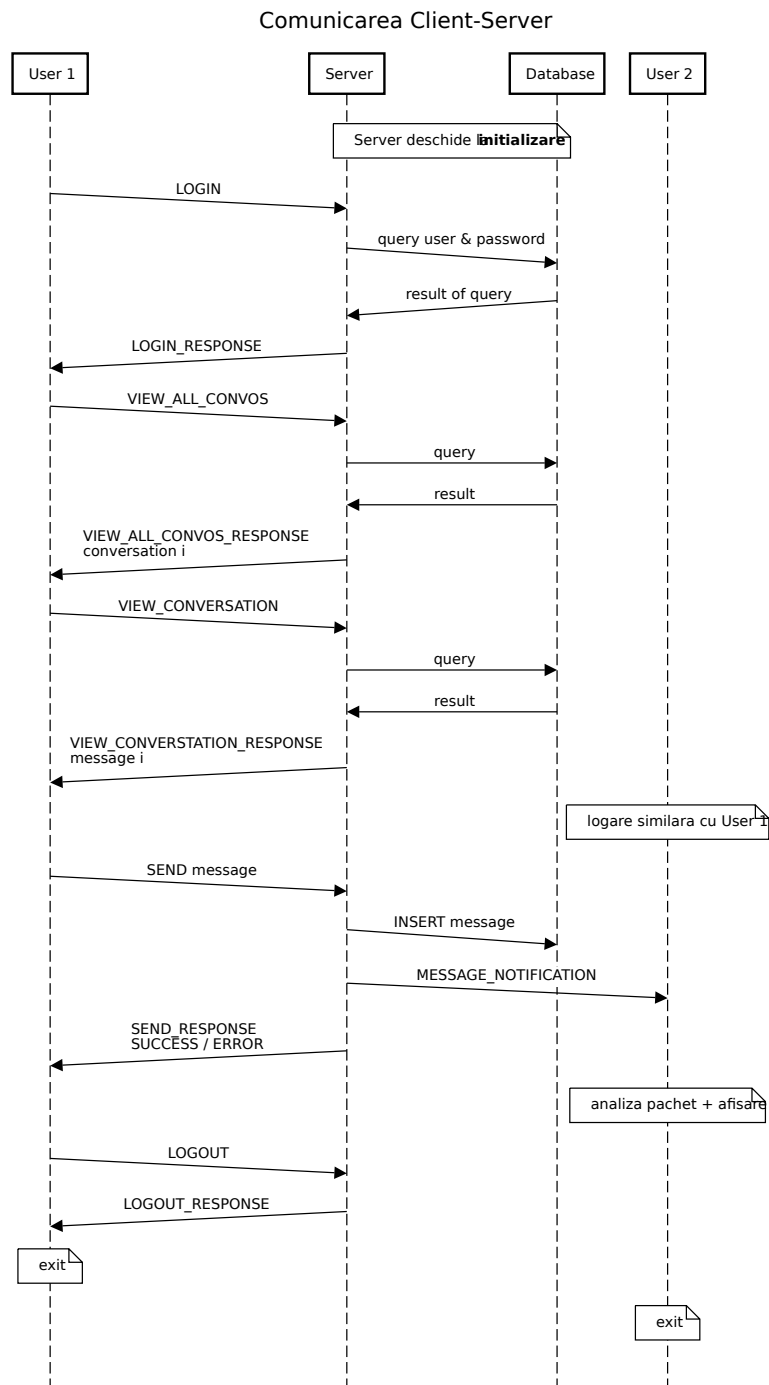 Comunicarea Client-Server
User 1
Server
Database
User 2
Server deschide la initializare
LOGIN
query user & password
result of query
LOGIN_RESPONSE
VIEW_ALL_CONVOS
query
result
VIEW_ALL_CONVOS_RESPONSE
conversation i
VIEW_CONVERSATION
query
result
VIEW_CONVERSTATION_RESPONSE
message i
logare similara cu User 1
SEND message
INSERT message
MESSAGE_NOTIFICATION
SEND_RESPONSE
SUCCESS / ERROR
analiza pachet + afisare
LOGOUT
LOGOUT_RESPONSE
exit
exit